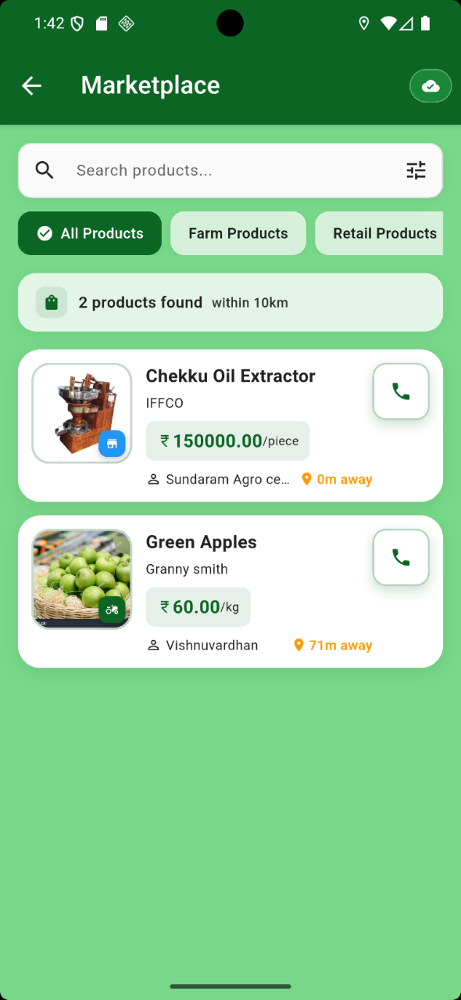 1:42
Marketplace
Search products...
All Products
Farm Products
Retail Products
2 products found within 10km
Chekku Oil Extractor
IFFCO
₹ 150000.00/piece
Sundaram Agro ce...
0m away
Green Apples
Granny smith
₹ 60.00/kg
Vishnuvardhan
71m away